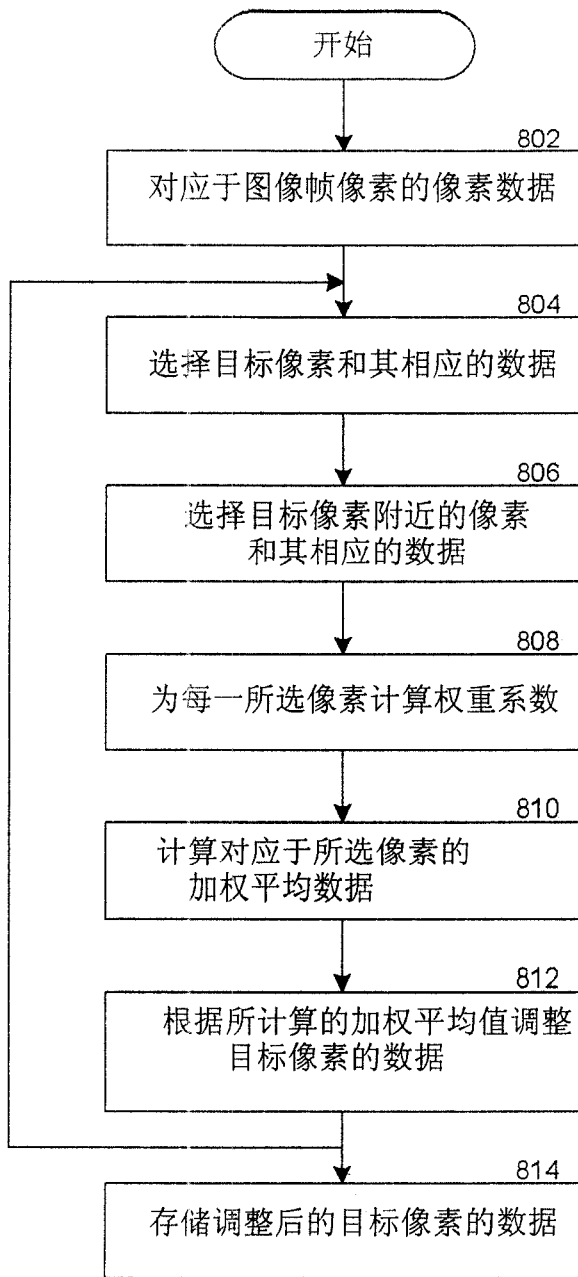 开始
802
对应于图像帧像素的像素数据
804
选择目标像素和其相应的数据
806
选择目标像素附近的像素
和其相应的数据
808
为每一所选像素计算权重系数
810
计算对应于所选像素的
加权平均数据
812
根据所计算的加权平均值调整
目标像素的数据
814
存储调整后的目标像素的数据